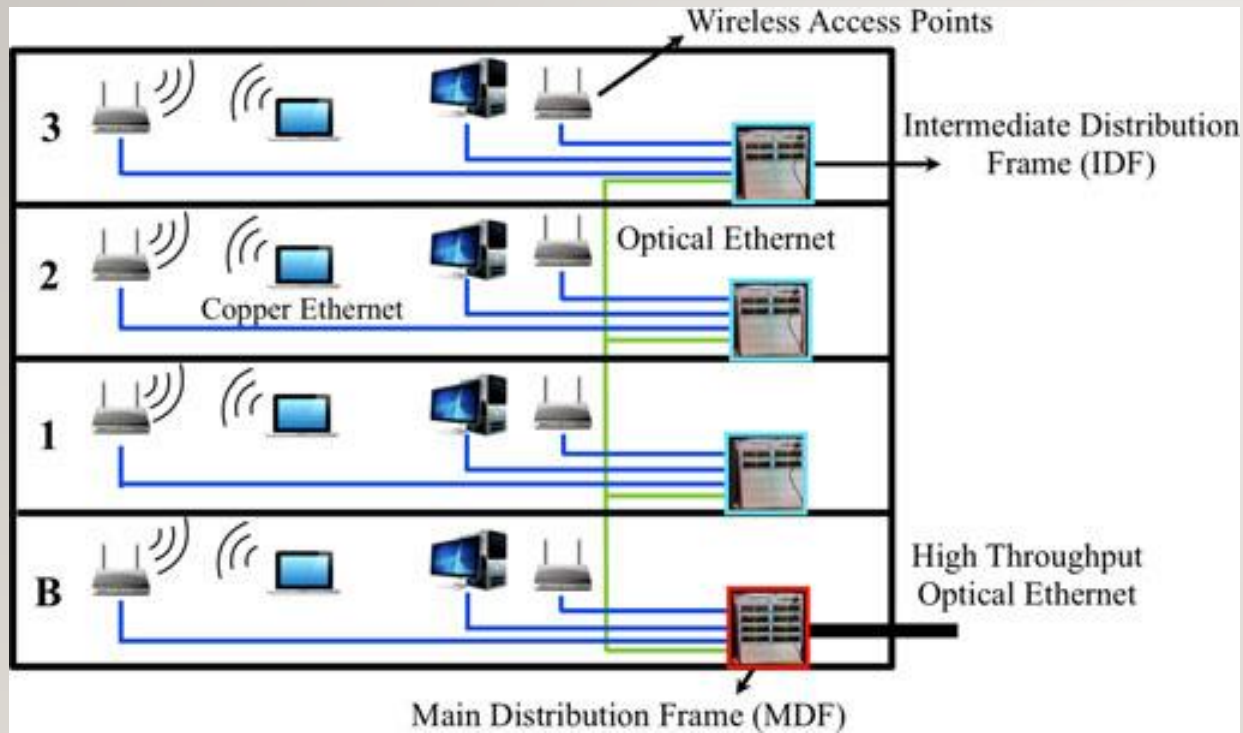 Wireless Access Points
3
Intermediate Distribution
Frame (IDF)
2
Optical Ethernet
Copper Ethernet
1
B
High Throughput
Optical Ethernet
Main Distribution Frame (MDF)